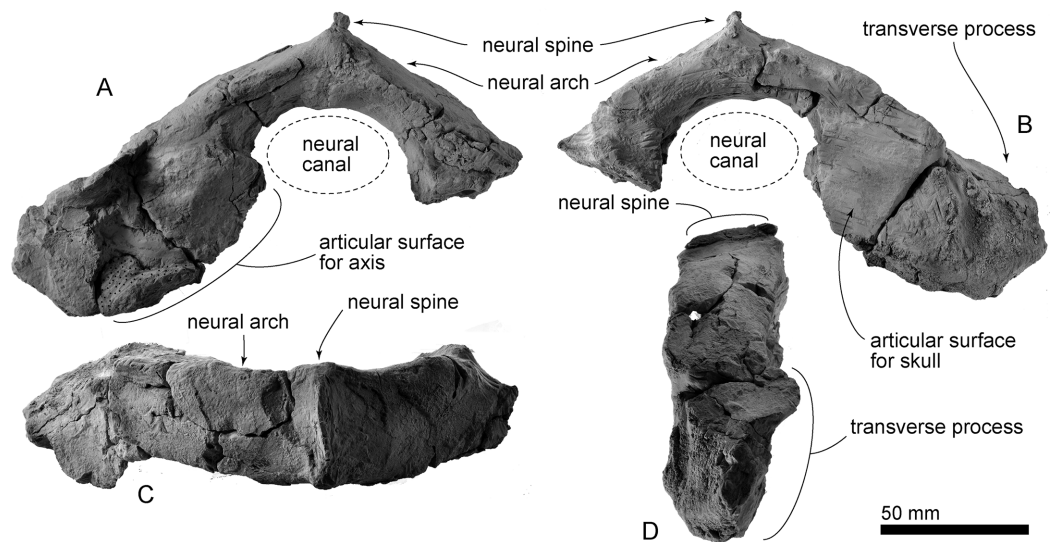 neural spine
neural arch
transverse process
A
B
neural
canal
neural
canal
neural spine
articular surface
for axis
neural arch
neural spine
articular surface
for skull
transverse process
C
D
50 mm